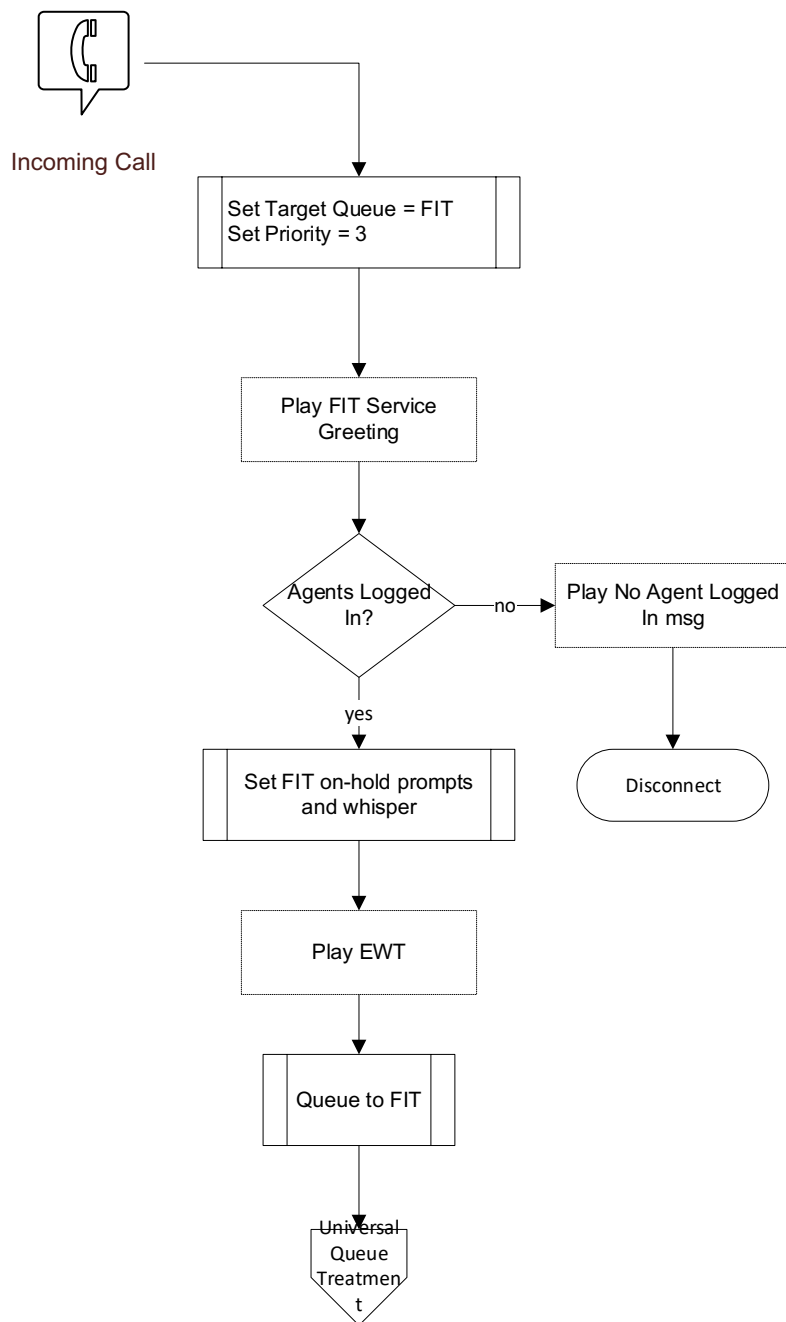 Incoming Call
Set Target Queue = FIT
Set Priority = 3
Play FIT Service
Greeting
Agents Logged
In?
no
Play No Agent Logged
In msg
yes
Disconnect
Set FIT on-hold prompts
and whisper
Play EWT
Queue to FIT
Universal
Queue
Treatmen
t